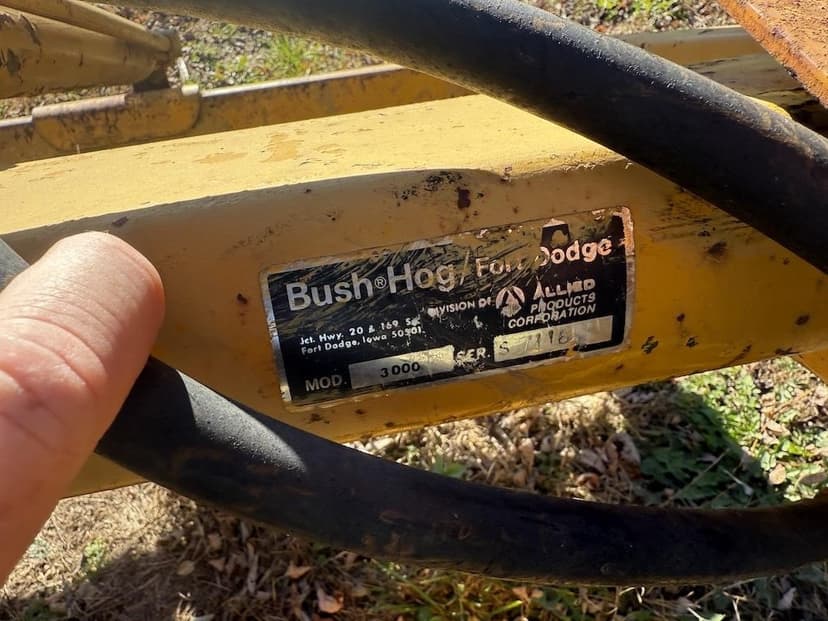 Bush®Hog/Fort Dodge
DIVISION OF ALLIED
PRODUCTS
CORPORATION
Jct. Hwy. 20 & 169 S.
Fort Dodge, Iowa 50501
MOD. 3000 SER.